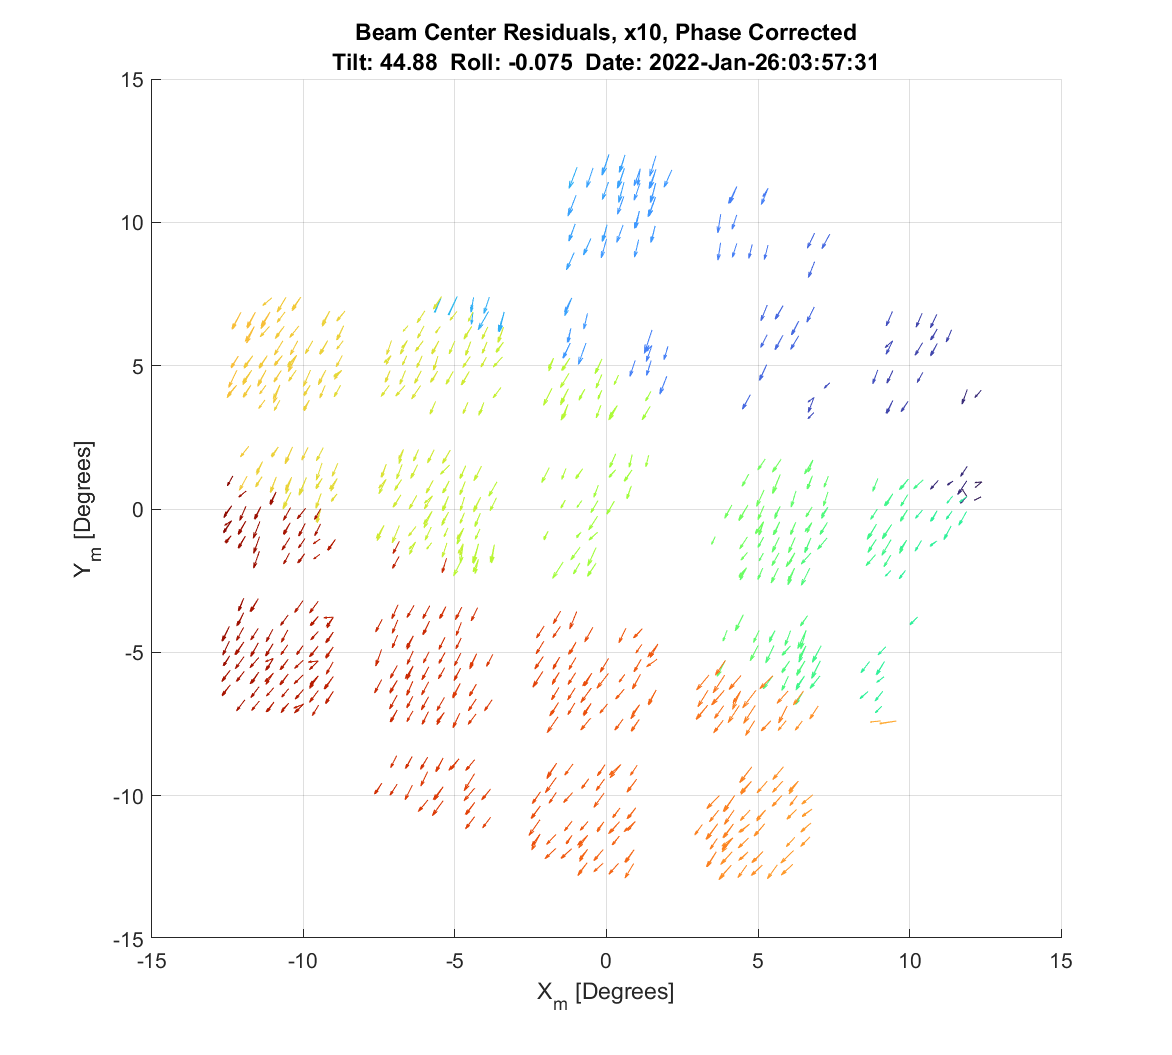 Beam Center Residuals, x10, Phase Corrected
Tilt: 44.88 Roll: -0.075 Date: 2022-Jan-26:03:57:31
15
10
5
0
-5
-10
-15
Y_m [Degrees]
-15 -10 -5 0 5 10 15
X_m [Degrees]